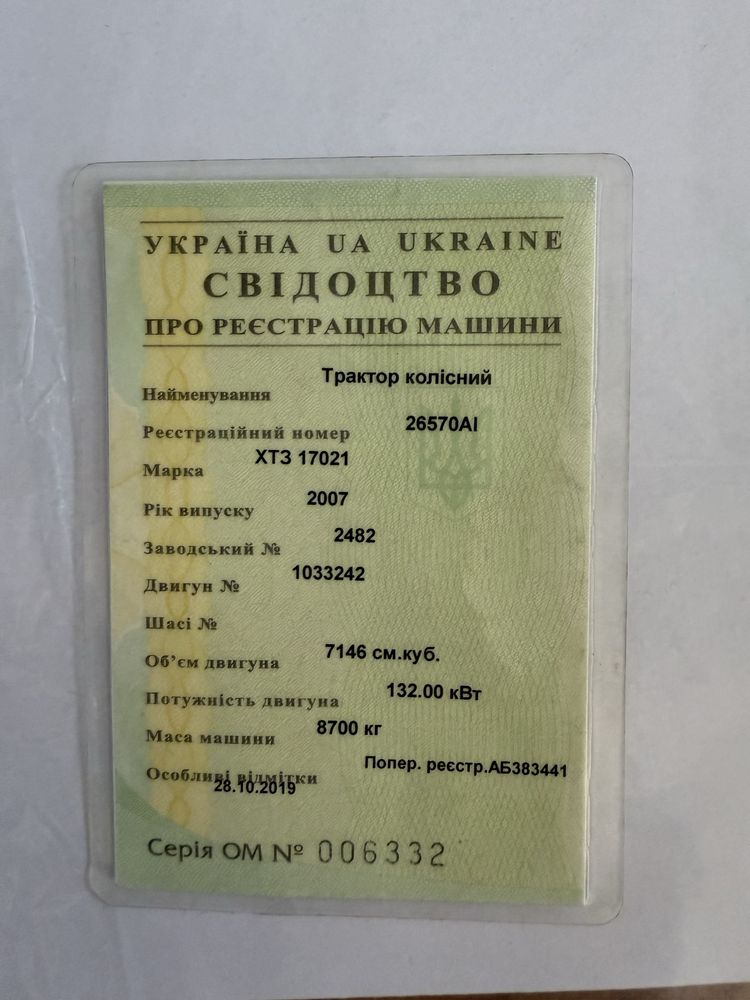 УКРАЇНА UA UKRAINE
СВІДОЦТВО
ПРО РЕЄСТРАЦІЮ МАШИНИ
Найменування Трактор колісний
Реєстраційний номер 26570АІ
Марка ХТЗ 17021
Рік випуску 2007
Заводський № 2482
Двигун № 1033242
Шасі №
Об'єм двигуна 7146 см.куб.
Потужність двигуна 132.00 кВт
Маса машини 8700 кг
Особливі відмітки Попер. реєстр.АБ383441
28.10.2019
Серія ОМ № 006332